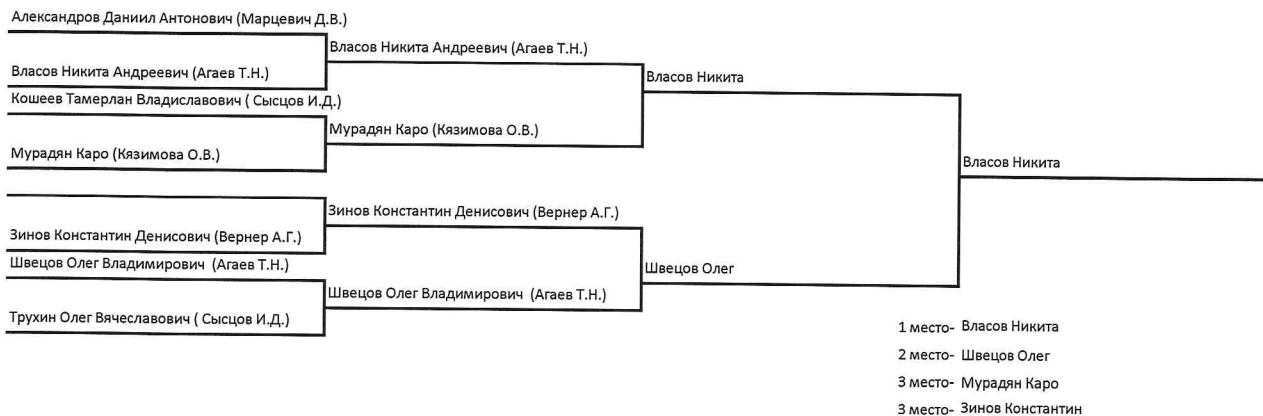 Александров Даниил Антонович (Марцевич Д.В.)
Власов Никита Андреевич (Агаев Т.Н.)
Власов Никита Андреевич (Агаев Т.Н.)
Власов Никита
Кошеев Тамерлан Владиславович ( Сысцов И.Д.)
Мурадян Каро (Кязимова О.В.)
Мурадян Каро (Кязимова О.В.)
Власов Никита
Зинов Константин Денисович (Вернер А.Г.)
Зинов Константин Денисович (Вернер А.Г.)
Швецов Олег Владимирович (Агаев Т.Н.)
Швецов Олег
Швецов Олег Владимирович (Агаев Т.Н.)
Трухин Олег Вячеславович ( Сысцов И.Д.)
1 место- Власов Никита
2 место- Швецов Олег
3 место- Мурадян Каро
3 место- Зинов Константин